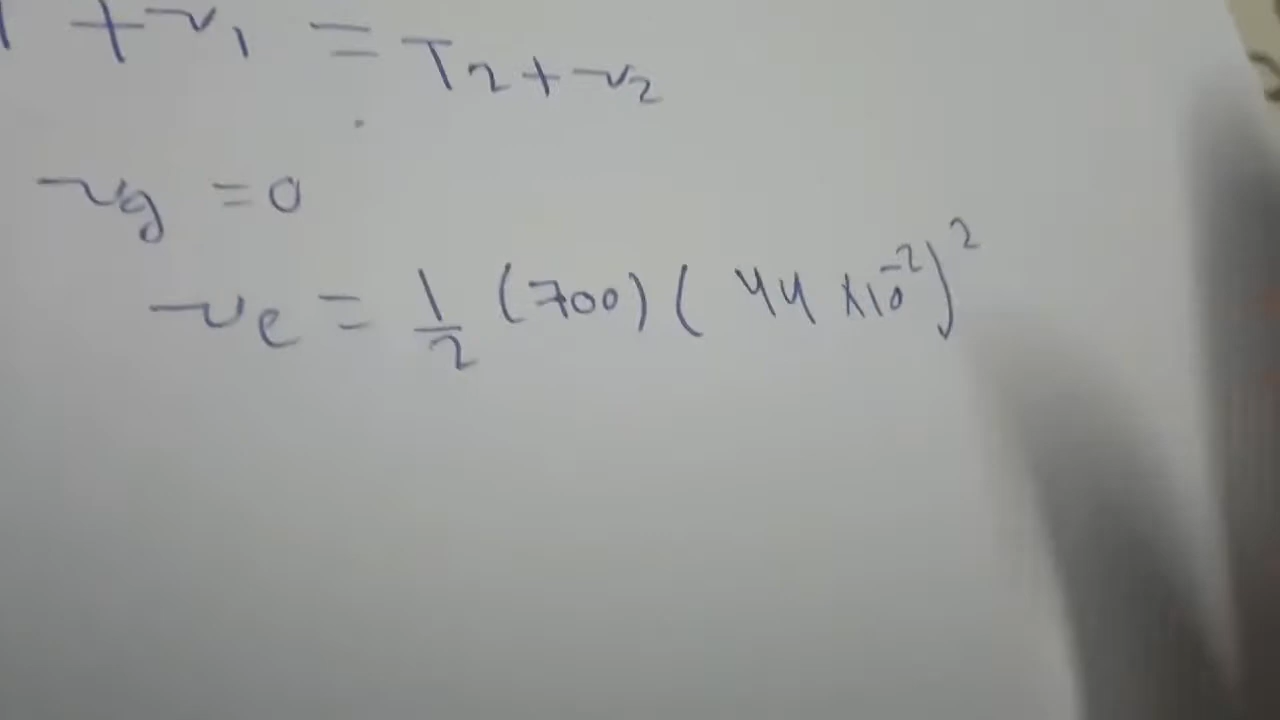 + v₁ = T₂ + v₂
vg = 0
ve = 1/2 (700) (44 x10⁻²)²